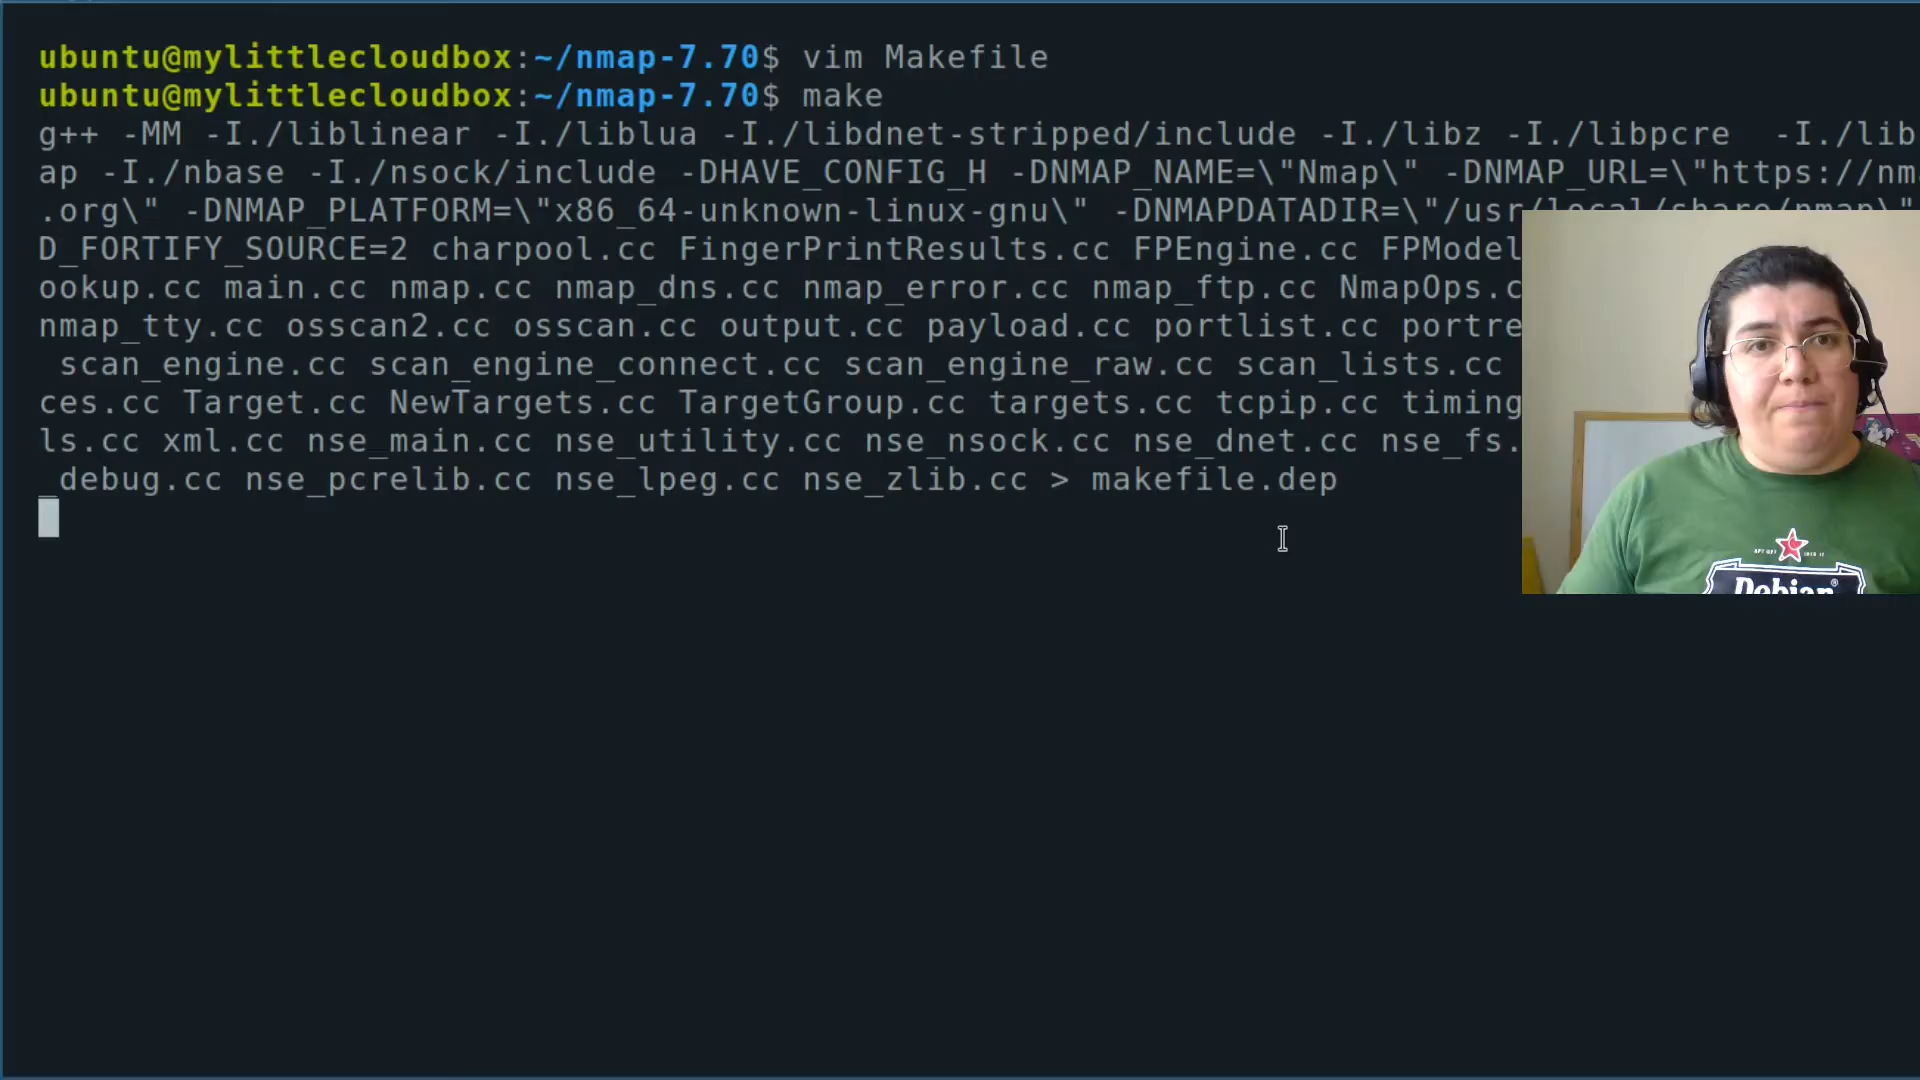 ubuntu@mylittlecloudbox:~/nmap-7.70$ vim Makefile
ubuntu@mylittlecloudbox:~/nmap-7.70$ make
g++ -MM -I./liblinear -I./liblua -I./libdnet-stripped/include -I./libz -I./libpcre  -I./lib
ap -I./nbase -I./nsock/include -DHAVE_CONFIG_H -DNMAP_NAME=\"Nmap\" -DNMAP_URL=\"https://nm
.org\" -DNMAP_PLATFORM=\"x86_64-unknown-linux-gnu\" -DNMAPDATADIR=\"/usr/local/share/nmap\"
D_FORTIFY_SOURCE=2 charpool.cc FingerPrintResults.cc FPEngine.cc FPModel
ookup.cc main.cc nmap.cc nmap_dns.cc nmap_error.cc nmap_ftp.cc NmapOps.c
nmap_tty.cc osscan2.cc osscan.cc output.cc payload.cc portlist.cc portre
 scan_engine.cc scan_engine_connect.cc scan_engine_raw.cc scan_lists.cc
ces.cc Target.cc NewTargets.cc TargetGroup.cc targets.cc tcpip.cc timing
ls.cc xml.cc nse_main.cc nse_utility.cc nse_nsock.cc nse_dnet.cc nse_fs.
_debug.cc nse_pcrelib.cc nse_lpeg.cc nse_zlib.cc > makefile.dep
APT GET INTO IT
Debian ®